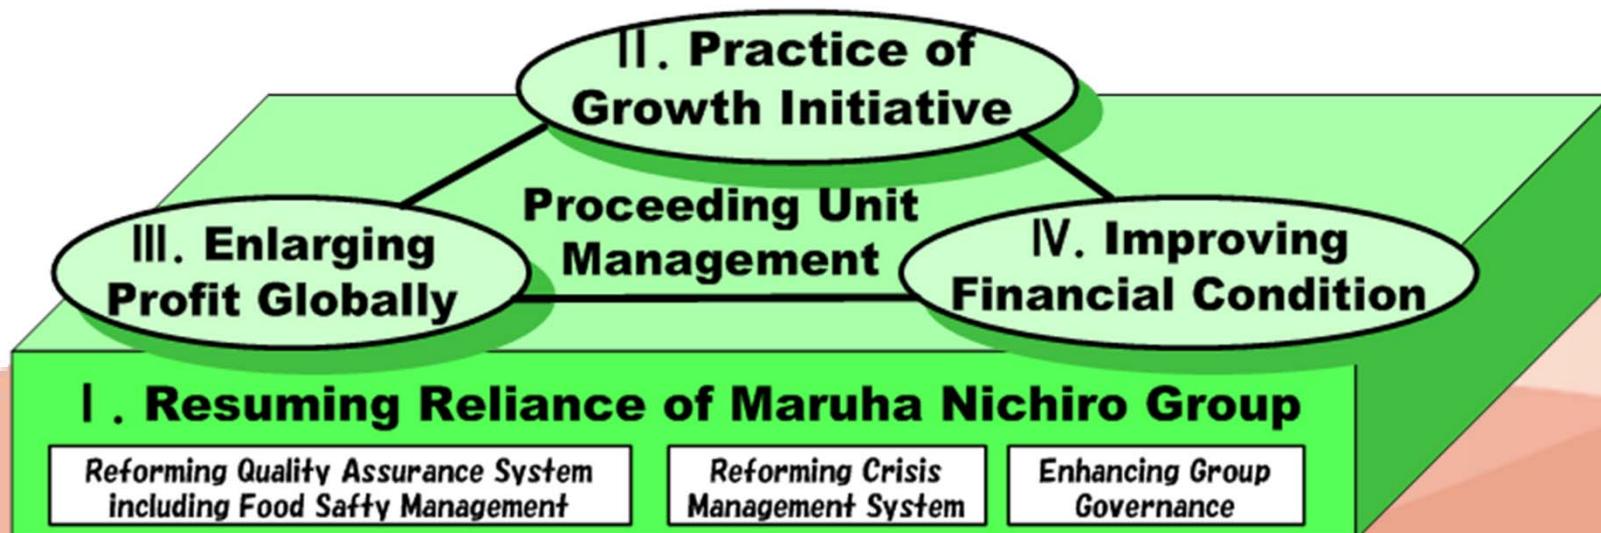 II. Practice of
Growth Initiative
Proceeding Unit
Management
III. Enlarging
Profit Globally
IV. Improving
Financial Condition
I. Resuming Reliance of Maruha Nichiro Group
Reforming Quality Assurance System
including Food Safty Management
Reforming Crisis
Management System
Enhancing Group
Governance